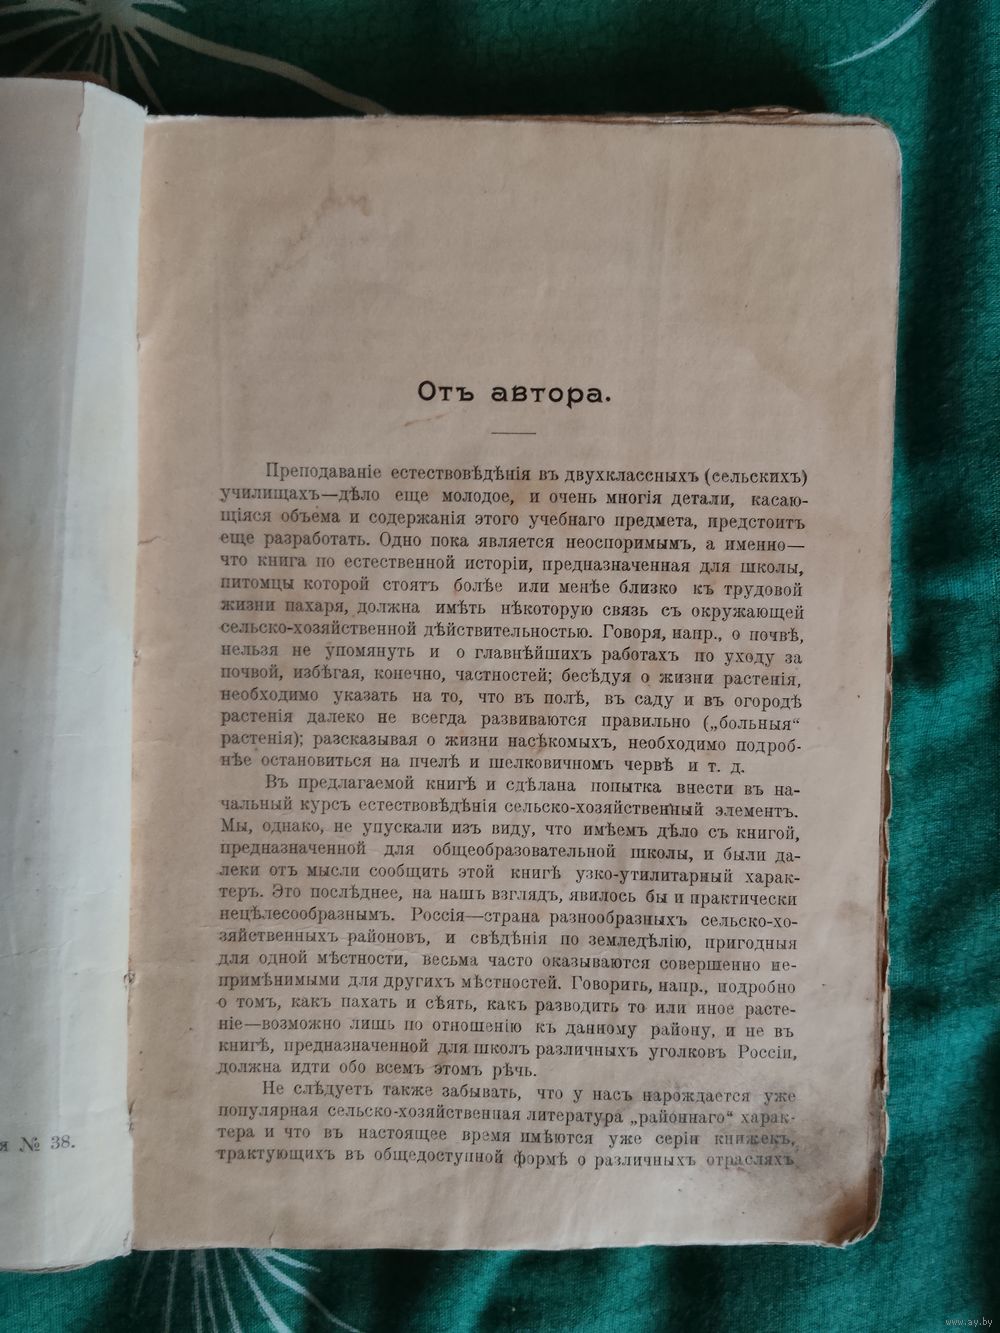 Отъ автора.
Преподаваніе естествовѣдѣнія въ двухклассныхъ (сельскихъ)
училищахъ—дѣло еще молодое, и очень многія детали, касаю-
щіяся объема и содержанія этого учебнаго предмета, предстоитъ
еще разработать. Одно пока является неоспоримымъ, а именно—
что книга по естественной исторіи, предназначенная для школы,
питомцы которой стоятъ болѣе или менѣе близко къ трудовой
жизни пахаря, должна имѣть нѣкоторую связь съ окружающей
сельско-хозяйственной дѣйствительностью. Говоря, напр., о почвѣ,
нельзя не упомянуть и о главнѣйшихъ работахъ по уходу за
почвой, избѣгая, конечно, частностей; бесѣдуя о жизни растенія,
необходимо указать на то, что въ полѣ, въ саду и въ огородѣ
растенія далеко не всегда развиваются правильно („больныя“
растенія); разсказывая о жизни насѣкомыхъ, необходимо подроб-
нѣе остановиться на пчелѣ и шелковичномъ червѣ и т. д.
Въ предлагаемой книгѣ и сдѣлана попытка внести въ на-
чальный курсъ естествовѣдѣнія сельско-хозяйственный элементъ.
Мы, однако, не упускали изъ виду, что имѣемъ дѣло съ книгой,
предназначенной для общеобразовательной школы, и были да-
леки отъ мысли сообщить этой книгѣ узко-утилитарный харак-
теръ. Это послѣднее, на нашъ взглядъ, явилось бы и практически
нецѣлесообразнымъ. Россія—страна разнообразныхъ сельско-хо-
зяйственныхъ районовъ, и свѣдѣнія по земледѣлію, пригодныя
для одной мѣстности, весьма часто оказываются совершенно не-
примѣнимыми для другихъ мѣстностей. Говорить, напр., подробно
о томъ, какъ пахать и сѣять, какъ разводить то или иное расте-
ніе—возможно лишь по отношенію къ данному району, и не въ
книгѣ, предназначенной для школъ различныхъ уголковъ Россіи,
должна идти обо всемъ этомъ рѣчь.
Не слѣдуетъ также забывать, что у насъ нарождается уже
популярная сельско-хозяйственная литература „районнаго“ харак-
тера и что въ настоящее время имѣются уже серіи книжекъ,
трактующихъ въ общедоступной формѣ о различныхъ отрасляхъ
я № 38.
www.ay.by